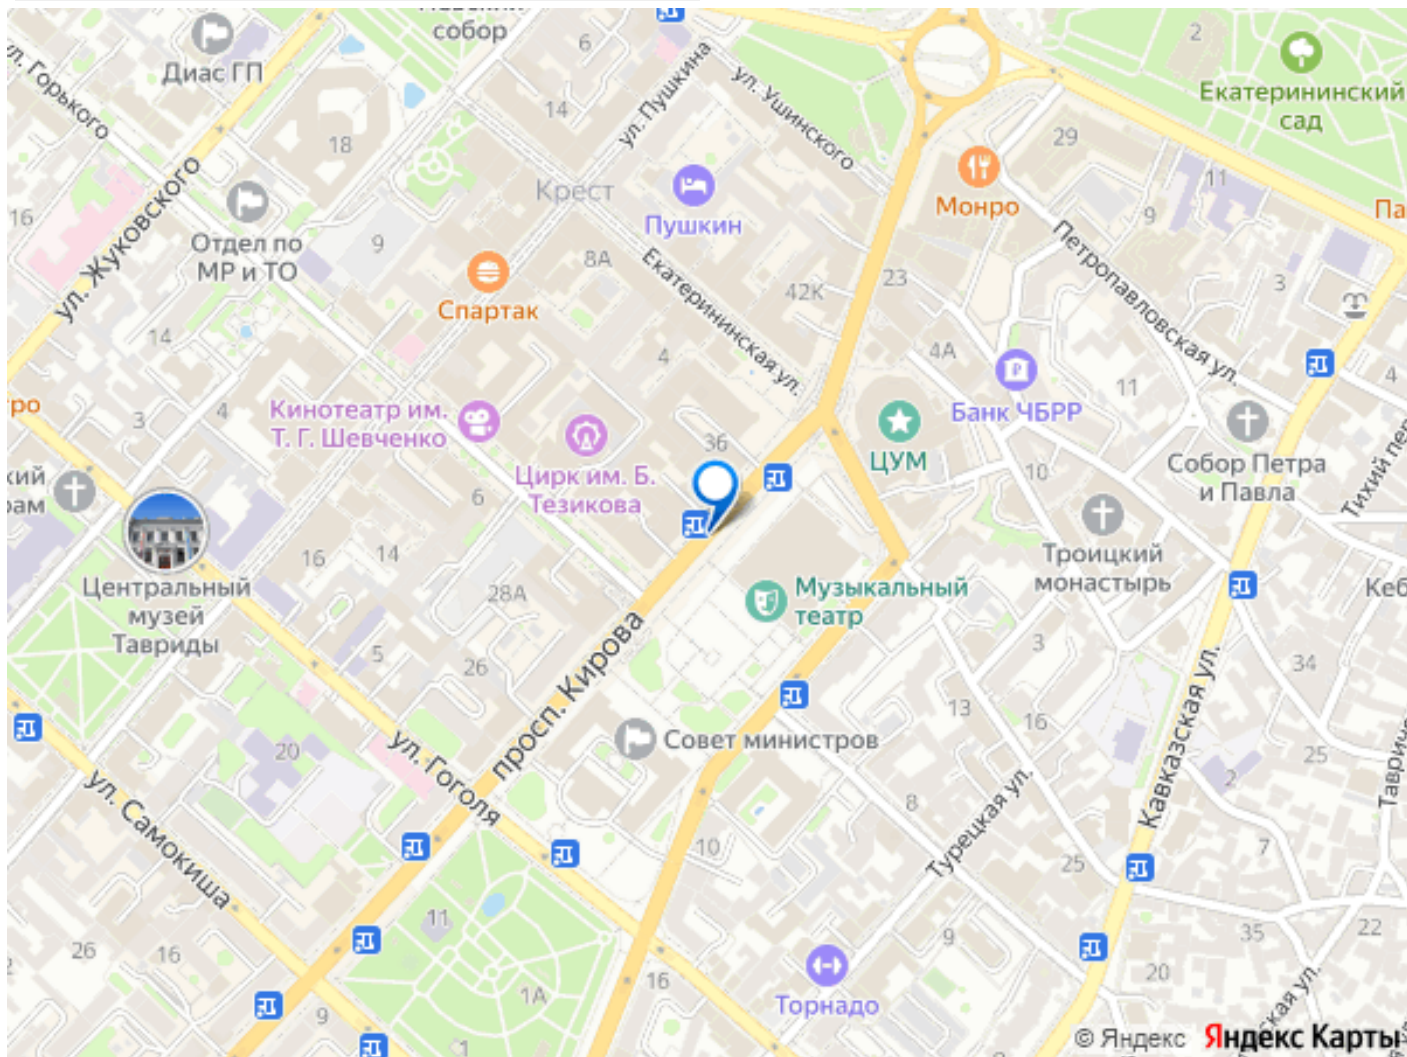 собор
2
6
Диас ГП
ул. Горького
ул. Пушкина
ул. Ушинского
Екатерининский
сад
14
18
29
Крест
11
Монро
Пушкин
9
16
Отдел по
МР и ТО
9
ул. Жуковского
Спартак
8А
Екатерининская ул.
42К
23
Петропавловская ул.
3
14
4
4А
11
4
Банк ЧБРР
3
4
Кинотеатр им.
Т. Г. Шевченко
Цирк им. Б.
Тезикова
36
ЦУМ
10
Собор Петра
и Павла
6
Троицкий
монастырь
16
14
28А
Центральный
музей
Тавриды
Музыкальный
театр
просп. Кирова
3
5
26
34
13
16
Совет министров
Кавказская ул.
20
ул. Гоголя
25
2
ул. Самокиша
8
Турецкая ул.
10
7
25
11
26
16
9
35
22
1А
16
20
Торнадо
9
1
© Яндекс Яндекс Карты